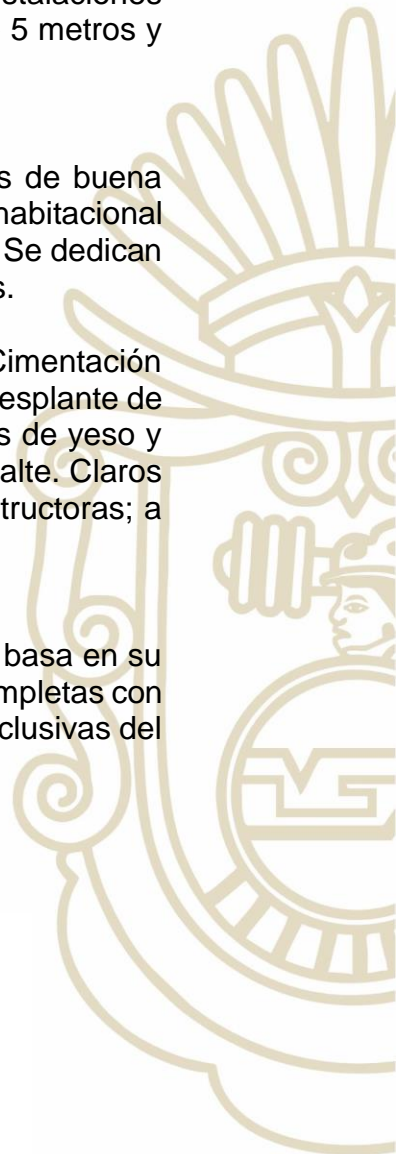 5 metros y
s de buena
habitacional
Se dedican
s.
Cimentación
esplante de
s de yeso y
alte. Claros
tructoras; a
basa en su
mpletas con
clusivas del